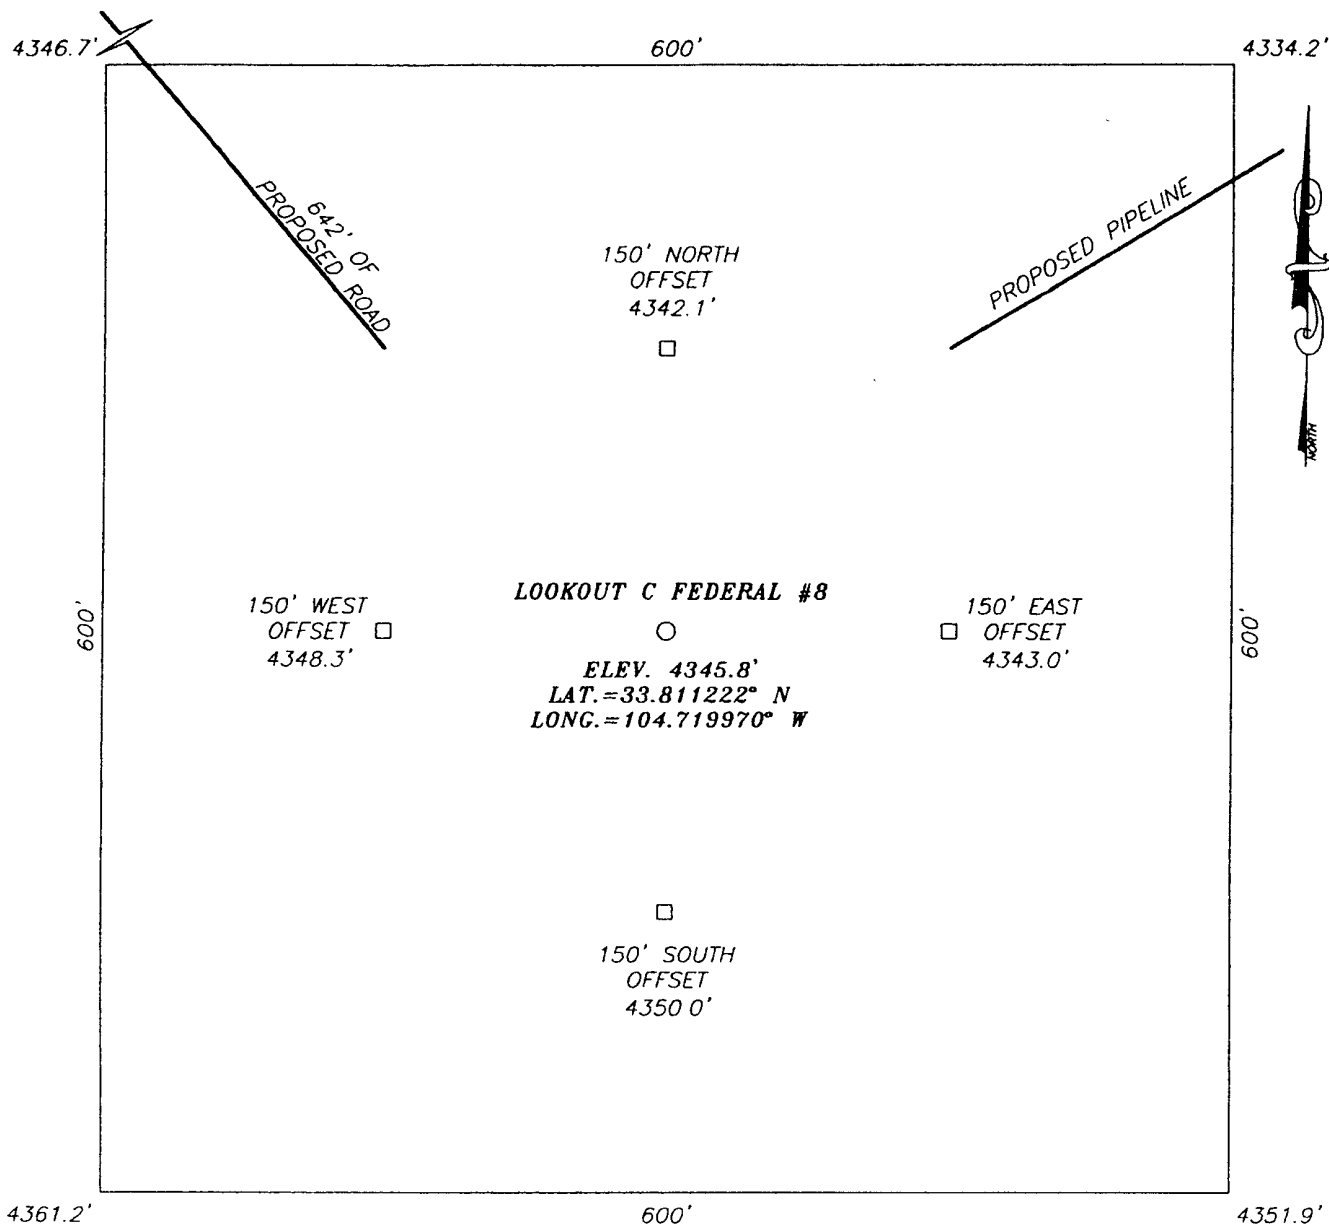 4346.7'
600'
4334.2'
642' OF
PROPOSED ROAD
PROPOSED PIPELINE
150' NORTH
OFFSET
4342.1'
NORTH
600'
150' WEST
OFFSET
4348.3'
LOOKOUT C FEDERAL #8
ELEV. 4345.8'
LAT.=33.811222° N
LONG.=104.719970° W
150' EAST
OFFSET
4343.0'
600'
150' SOUTH
OFFSET
4350 0'
4361.2'
600'
4351.9'